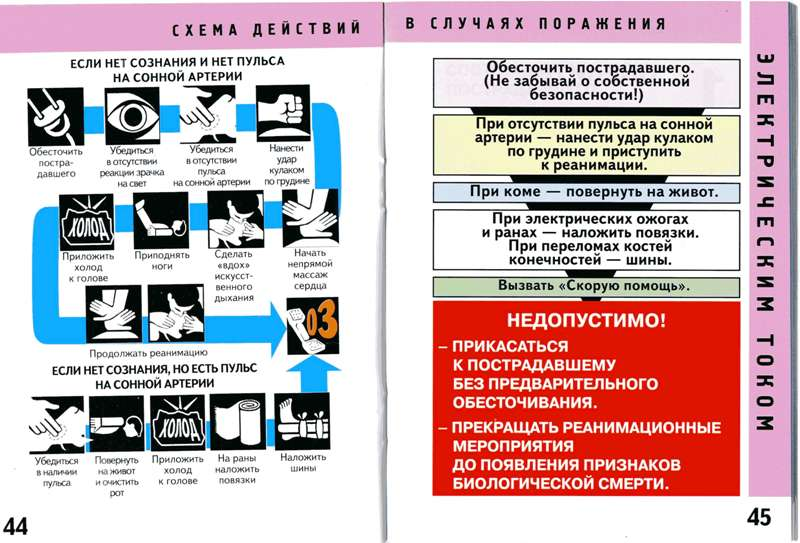 СХЕМА ДЕЙСТВИЙ
ЕСЛИ НЕТ СОЗНАНИЯ И НЕТ ПУЛЬСА
НА СОННОЙ АРТЕРИИ
Обесточить
постра-
давшего
Убедиться
в отсутствии
реакции зрачка
на свет
Убедиться
в отсутствии
пульса
на сонной артерии
Нанести
удар
кулаком
по грудине
ХОЛОД
Приложить
холод
к голове
Приподнять
ноги
Сделать
«вдох»
искусст-
венного
дыхания
Начать
непрямой
массаж
сердца
Продолжать реанимацию
03
ЕСЛИ НЕТ СОЗНАНИЯ, НО ЕСТЬ ПУЛЬС
НА СОННОЙ АРТЕРИИ
Убедиться
в наличии
пульса
Повернуть
на живот
и очистить
рот
ХОЛОД
Приложить
холод
к голове
На раны
наложить
повязки
Наложить
шины
44
В СЛУЧАЯХ ПОРАЖЕНИЯ
ЭЛЕКТРИЧЕСКИМ ТОКОМ
Обесточить пострадавшего.
(Не забывай о собственной
безопасности!)
При отсутствии пульса на сонной
артерии — нанести удар кулаком
по грудине и приступить
к реанимации.
При коме — повернуть на живот.
При электрических ожогах
и ранах — наложить повязки.
При переломах костей
конечностей — шины.
Вызвать «Скорую помощь».
НЕДОПУСТИМО!
– ПРИКАСАТЬСЯ
К ПОСТРАДАВШЕМУ
БЕЗ ПРЕДВАРИТЕЛЬНОГО
ОБЕСТОЧИВАНИЯ.
– ПРЕКРАЩАТЬ РЕАНИМАЦИОННЫЕ
МЕРОПРИЯТИЯ
ДО ПОЯВЛЕНИЯ ПРИЗНАКОВ
БИОЛОГИЧЕСКОЙ СМЕРТИ.
45